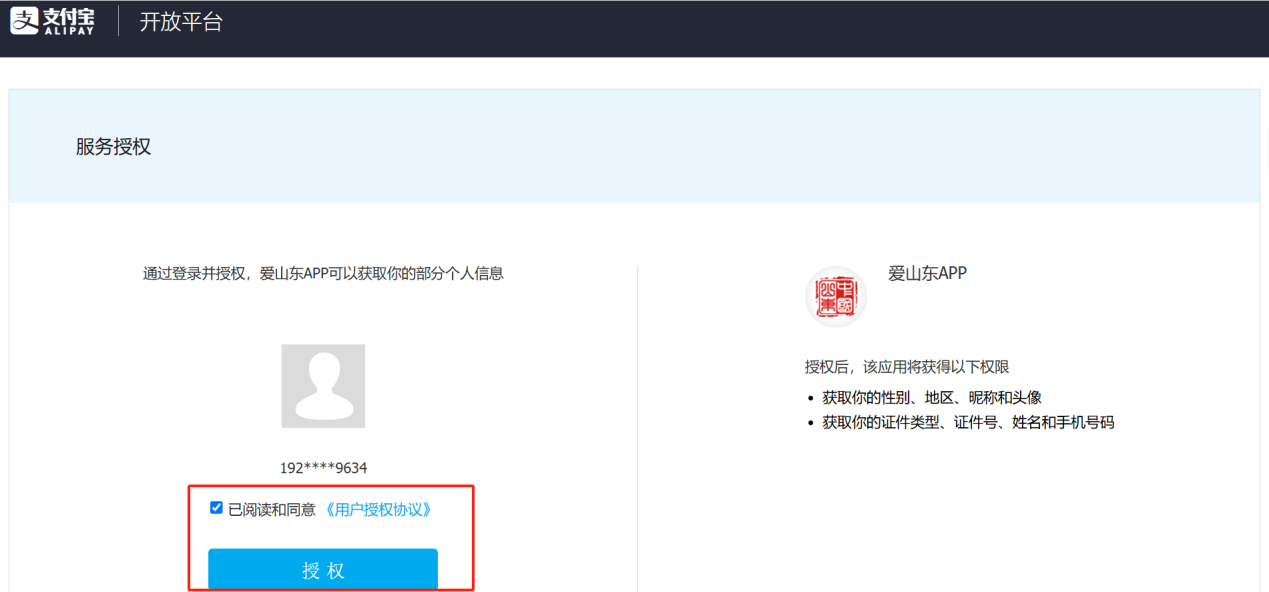 支付宝
ALIPAY
开放平台
服务授权
通过登录并授权，爱山东APP可以获取你的部分个人信息
192****9634
已阅读和同意 《用户授权协议》
授 权
中国
山東
爱山东APP
授权后，该应用将获得以下权限
• 获取你的性别、地区、昵称和头像
• 获取你的证件类型、证件号、姓名和手机号码